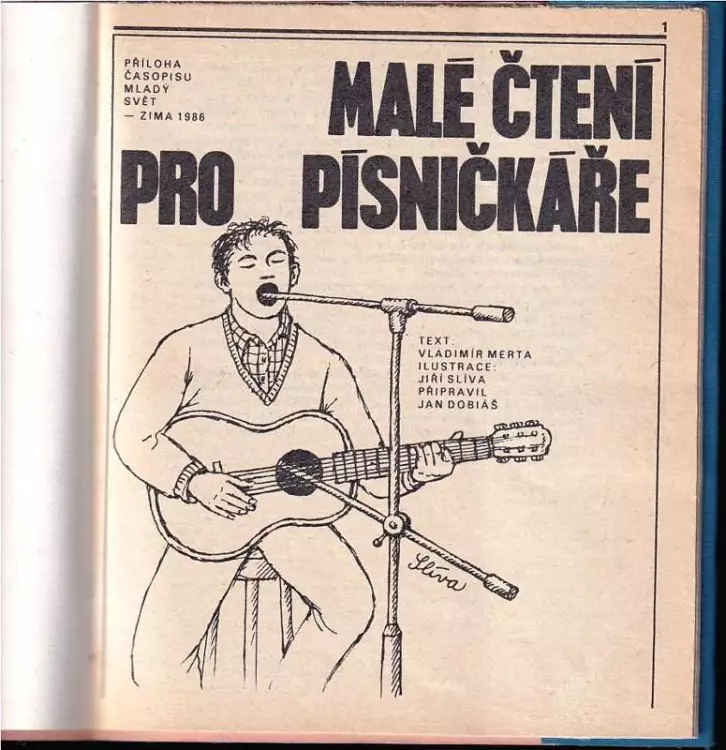 1
PŘÍLOHA
ČASOPISU
MLADÝ
SVĚT
— ZIMA 1986
MALÉ ČTENÍ
PRO PÍSNIČKÁŘE
TEXT:
VLADIMÍR MERTA
ILUSTRACE:
JIŘÍ SLÍVA
PŘIPRAVIL
JAN DOBIÁŠ
Slíva